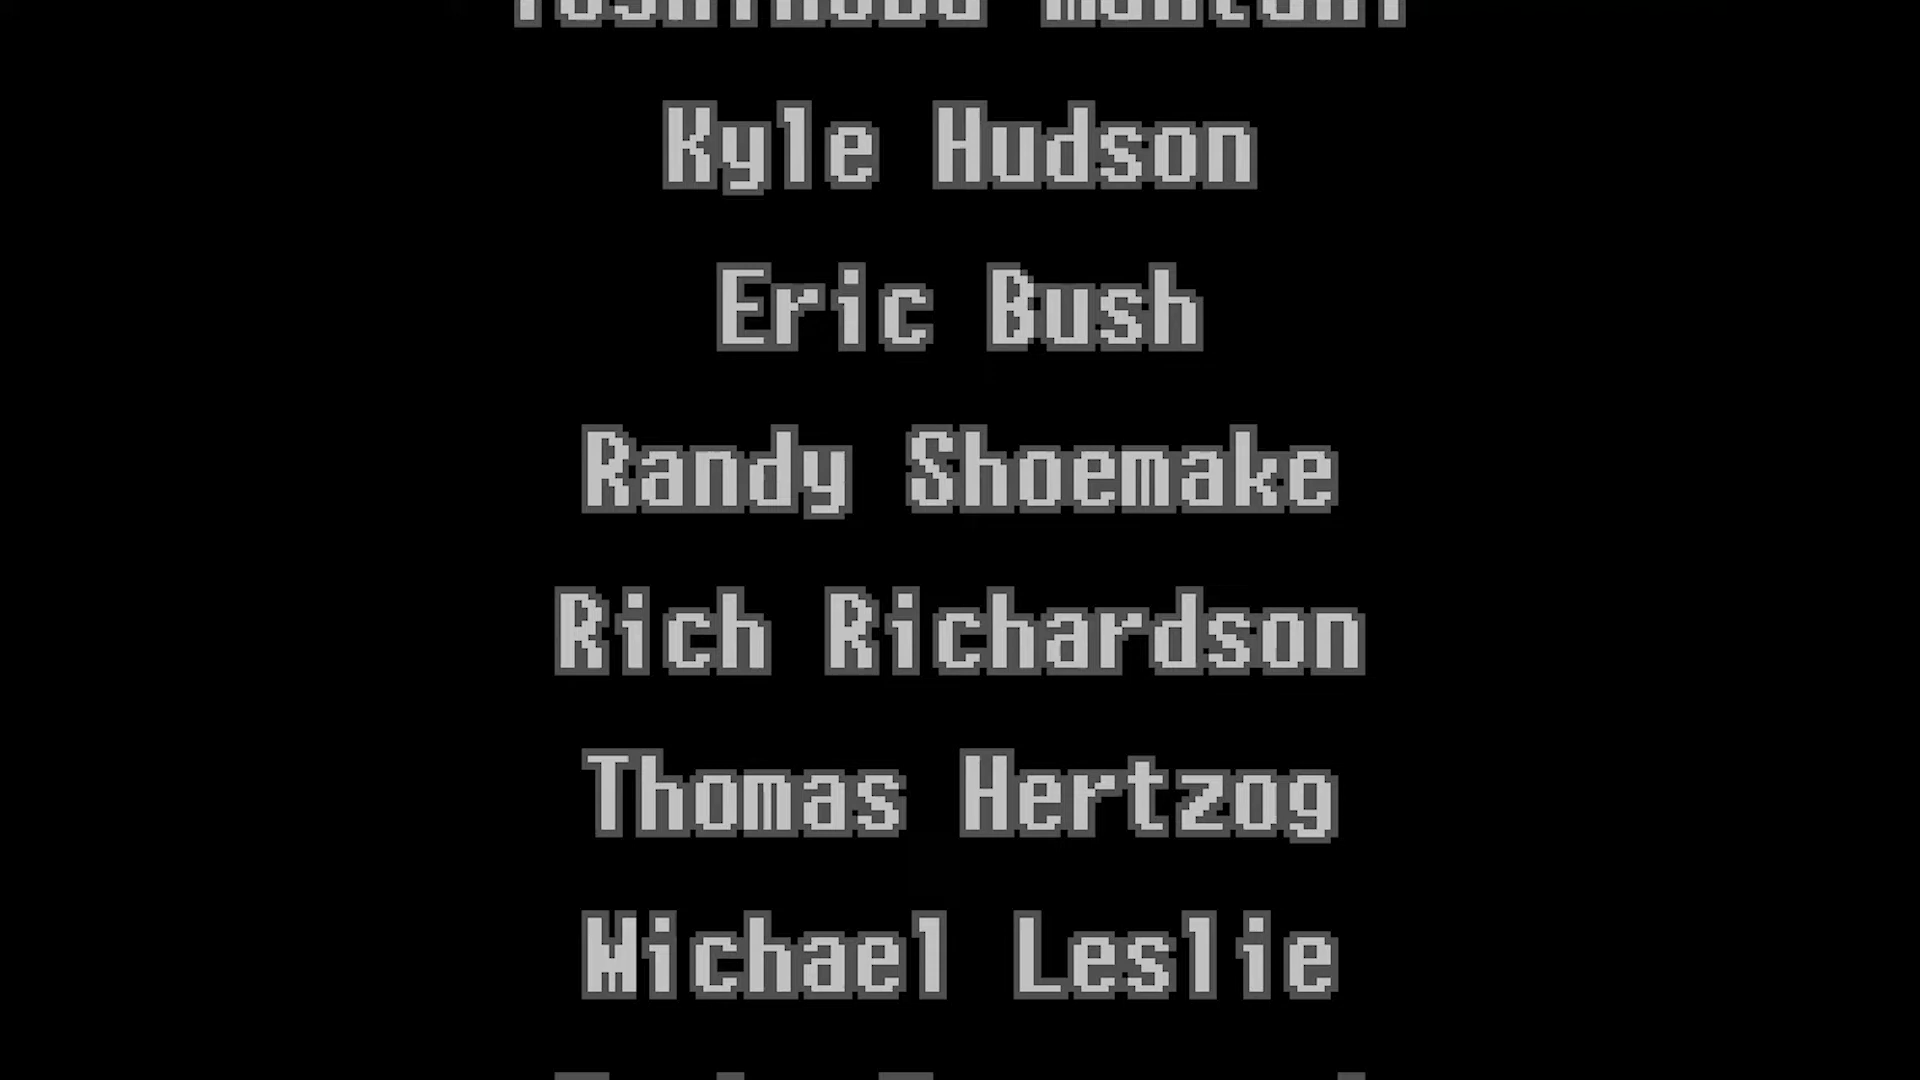 Kyle Hudson
Eric Bush
Randy Shoemake
Rich Richardson
Thomas Hertzog
Michael Leslie